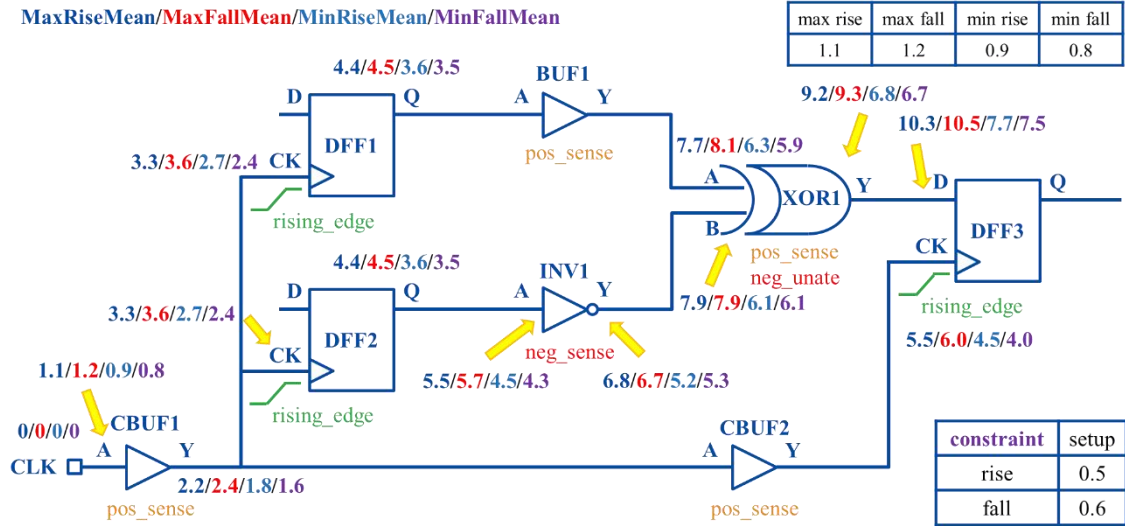 MaxRiseMean/MaxFallMean/MinRiseMean/MinFallMean
max rise max fall min rise min fall
1.1 1.2 0.9 0.8
4.4/4.5/3.6/3.5
BUF1
9.2/9.3/6.8/6.7
D Q
A Y
10.3/10.5/7.7/7.5
DFF1
3.3/3.6/2.7/2.4
CK
pos_sense
7.7/8.1/6.3/5.9
A
XOR1
Y
D Q
rising_edge
B
DFF3
4.4/4.5/3.6/3.5
INV1
pos_sense
neg_unate
CK
D Q
A Y
rising_edge
3.3/3.6/2.7/2.4
DFF2
7.9/7.9/6.1/6.1
5.5/6.0/4.5/4.0
CK
neg_sense
1.1/1.2/0.9/0.8
5.5/5.7/4.5/4.3
6.8/6.7/5.2/5.3
rising_edge
0/0/0/0
CBUF1
CBUF2
A Y
A Y
CLK
2.2/2.4/1.8/1.6
pos_sense
pos_sense
constraint setup
rise 0.5
fall 0.6